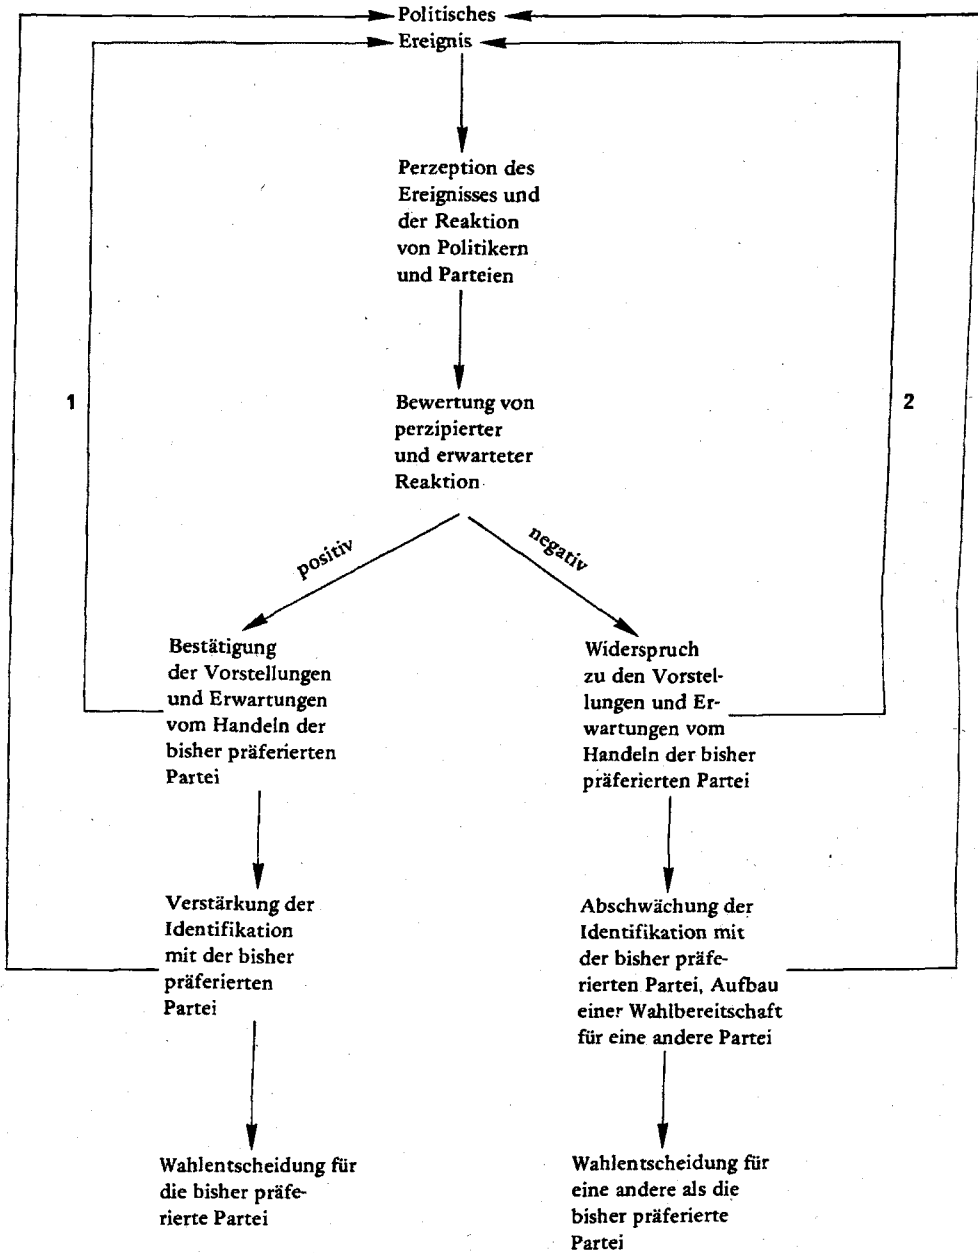 Politisches
Ereignis
Perzeption des
Ereignisses und
der Reaktion
von Politikern
und Parteien
1
2
Bewertung von
perzipierter
und erwarteter
Reaktion
positiv
negativ
Bestätigung
der Vorstellungen
und Erwartungen
vom Handeln der
bisher präferierten
Partei
Widerspruch
zu den Vorstel-
lungen und Er-
wartungen vom
Handeln der bisher
präferierten Partei
Verstärkung der
Identifikation
mit der bisher
präferierten
Partei
Abschwächung der
Identifikation mit
der bisher präfe-
rierten Partei, Aufbau
einer Wahlbereitschaft
für eine andere Partei
Wahlentscheidung für
die bisher präfe-
rierte Partei
Wahlentscheidung für
eine andere als die
bisher präferierte
Partei